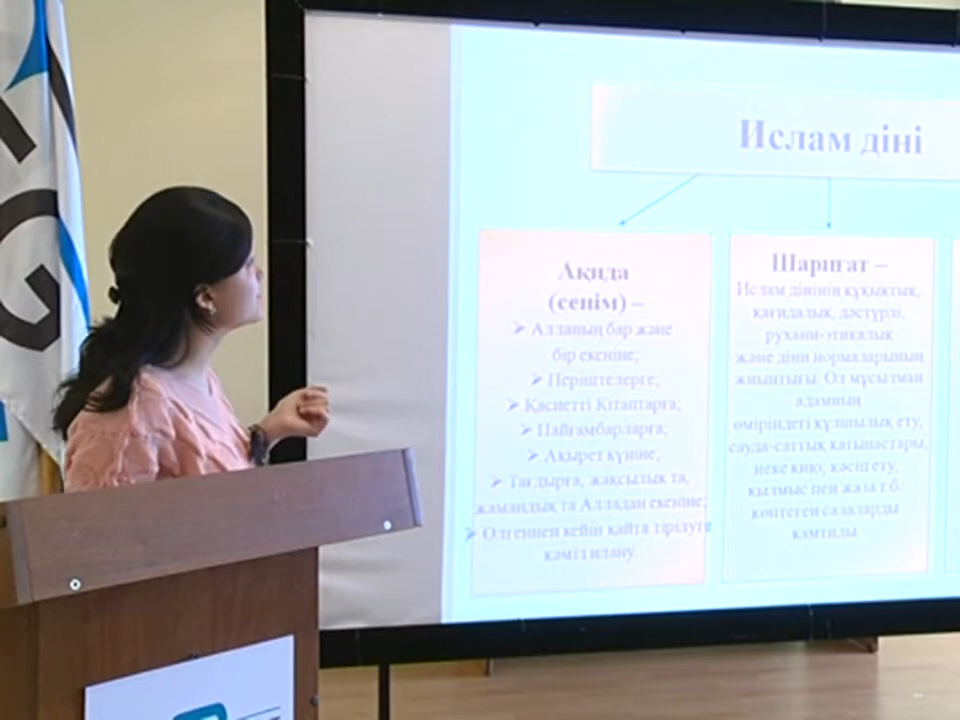 Ислам діні
Ақида
(сенім) –
➢ Алланың бар және
бір екеніне;
➢ Періштелерге;
➢ Қасиетті Кітаптарға;
➢ Пайғамбарларға;
➢ Ақырет күніне;
➢ Тағдырға, жақсылық та,
жамандық та Алладан екеніне;
➢ Өлгеннен кейін қайта тірілуге
кәміл илану.
Шариғат –
Ислам дінінің құқықтық,
қағидалық, дәстүрлі,
рухани-этикалық
және діни нормаларының
жиынтығы. Ол мұсылман
адамның
өміріндегі құлшылық ету,
сауда-саттық қатынастары,
неке қию, кәсіп ету,
қылмыс пен жаза т.б.
көптеген салаларды
қамтиды